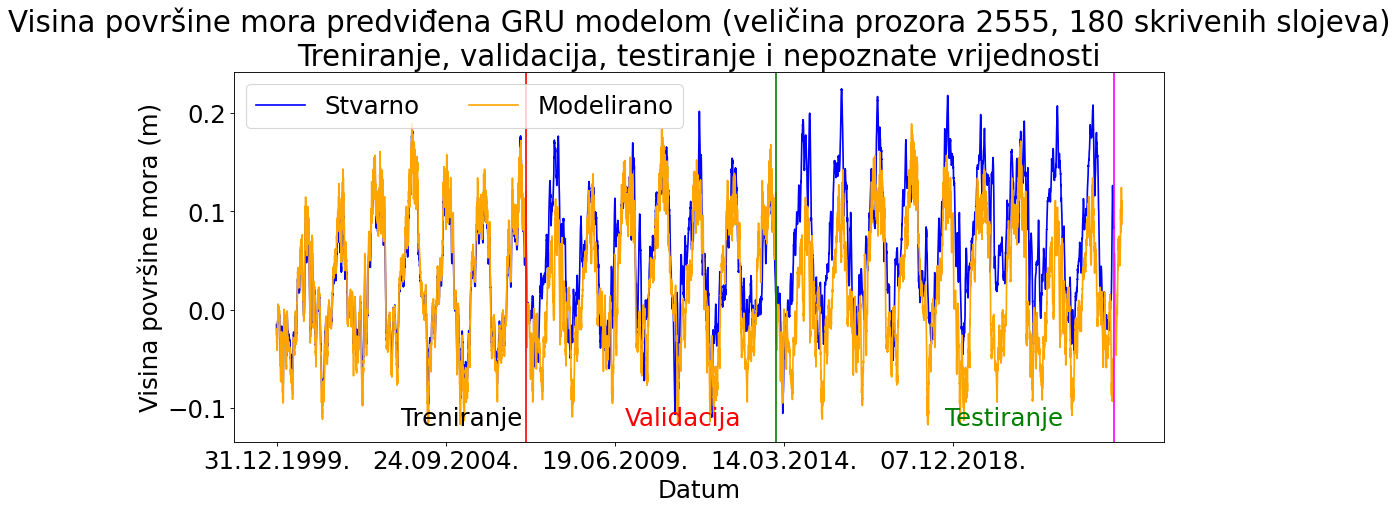 Visina površine mora predviđena GRU modelom (veličina prozora 2555, 180 skrivenih slojeva)
Treniranje, validacija, testiranje i nepoznate vrijednosti
Stvarno
Modelirano
Visina površine mora (m)
0.2
0.1
0.0
−0.1
Treniranje
Validacija
Testiranje
31.12.1999.
24.09.2004.
19.06.2009.
14.03.2014.
07.12.2018.
Datum